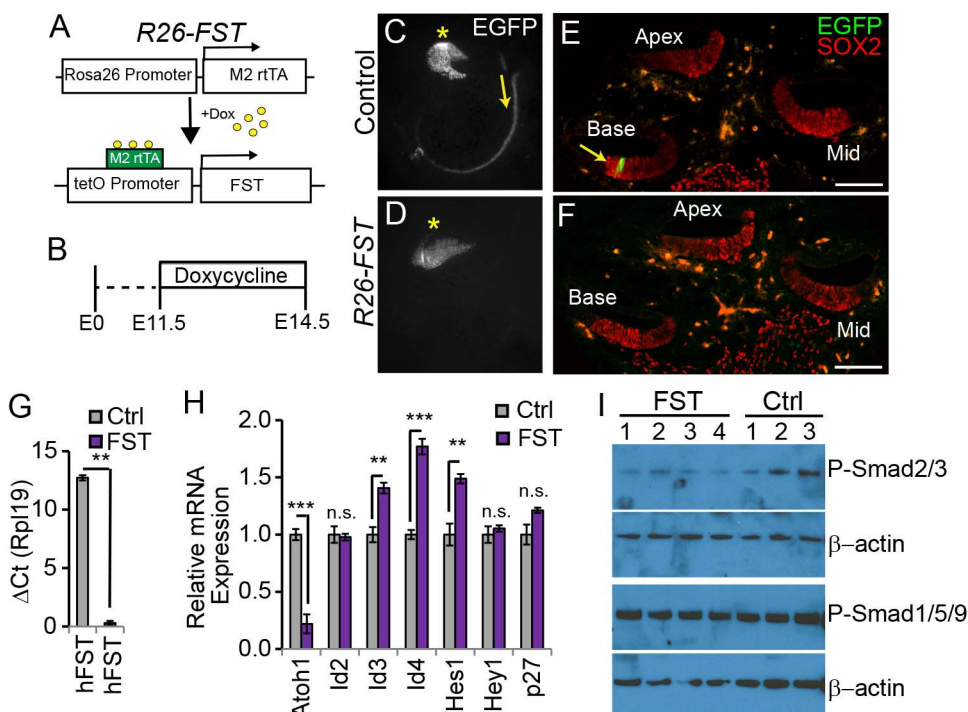 A
R26-FST
Rosa26 Promoter
M2 rtTA
+Dox
M2 rtTA
tetO Promoter
FST
B
Doxycycline
E0
E11.5
E14.5
Control
R26-FST
C
EGFP
*
D
*
E
EGFP
SOX2
Apex
Base
Mid
F
Apex
Base
Mid
G
Ctrl
FST
**
15
10
5
0
ΔCt (Rpl19)
hFST
hFST
H
Ctrl
FST
2.0
1.5
1.0
0.5
0.0
Relative mRNA
Expression
***
n.s.
**
***
**
n.s.
n.s.
Atoh1
Id2
Id3
Id4
Hes1
Hey1
p27
I
FST
Ctrl
1 2 3 4 1 2 3
P-Smad2/3
β–actin
P-Smad1/5/9
β–actin